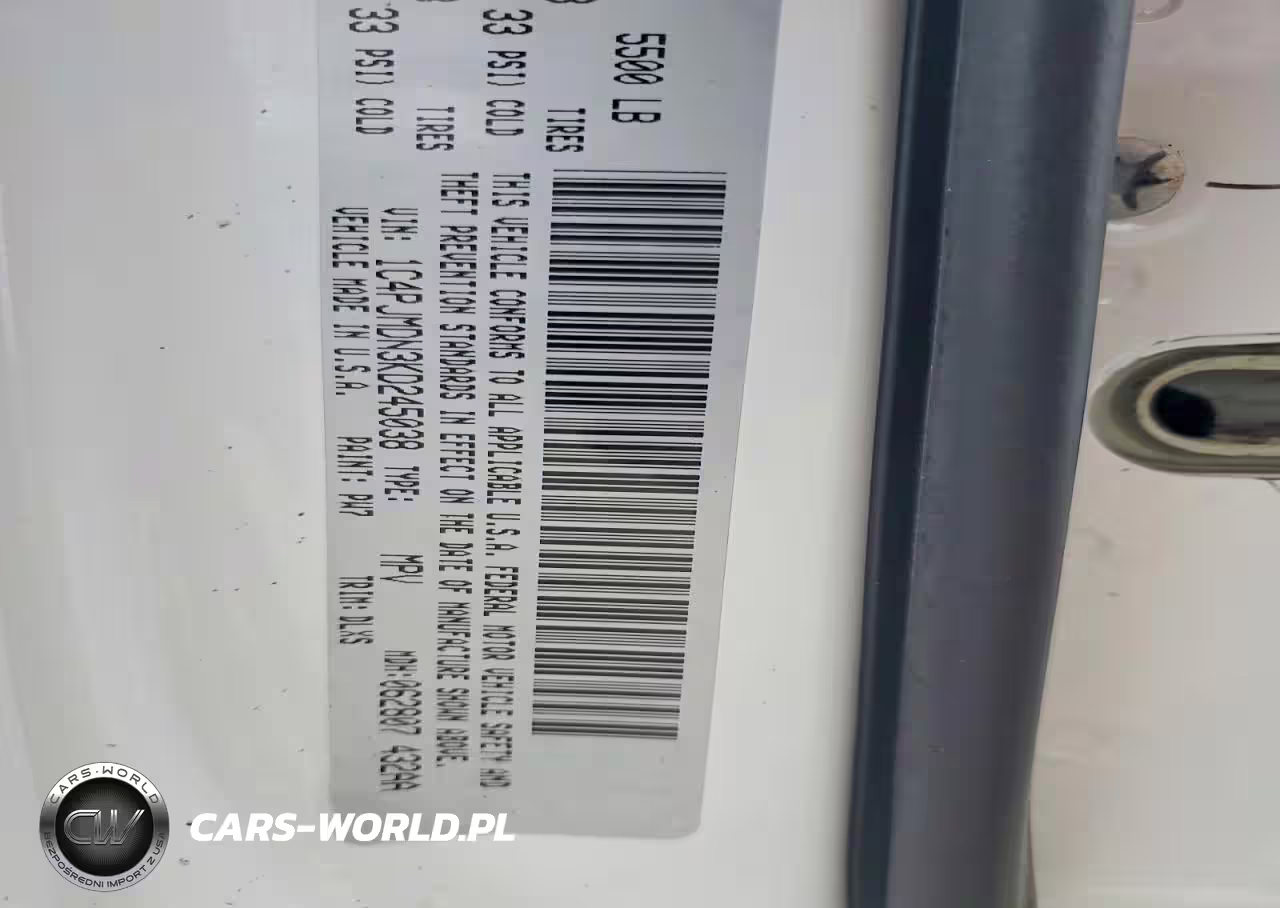 5500 LB
TIRES
33 PSI) COLD
TIRES
33 PSI) COLD
THIS VEHICLE CONFORMS TO ALL APPLICABLE U.S.A. FEDERAL MOTOR VEHICLE SAFETY AND
THEFT PREVENTION STANDARDS IN EFFECT ON THE DATE OF MANUFACTURE SHOWN ABOVE.
VIN: 1C4PJMDN3KD245038 TYPE: MPV MDH:062807 432AA
VEHICLE MADE IN U.S.A. PAINT: PW7 TRIM: DLXS
CARS-WORLD
CW
BEZPOŚREDNI IMPORT Z USA
CARS-WORLD.PL